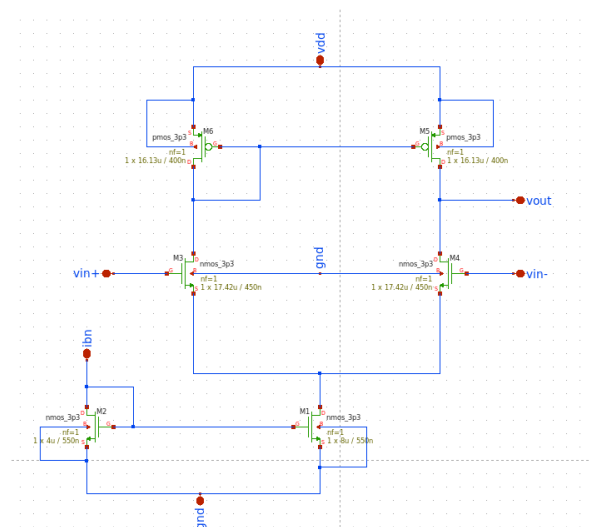 vdd
M6
pmos_3p3
nf=1
1 x 16.13u / 400n
S
B
G
D
M5
pmos_3p3
nf=1
1 x 16.13u / 400n
S
B
G
D
vout
M3
nmos_3p3
nf=1
1 x 17.42u / 450n
D
G
B
S
vin+
gnd
M4
nmos_3p3
nf=1
1 x 17.42u / 450n
D
B
G
S
vin-
ibn
M2
nmos_3p3
nf=1
1 x 4u / 550n
D
B
G
S
M1
nmos_3p3
nf=1
1 x 8u / 550n
D
G
B
S
gnd